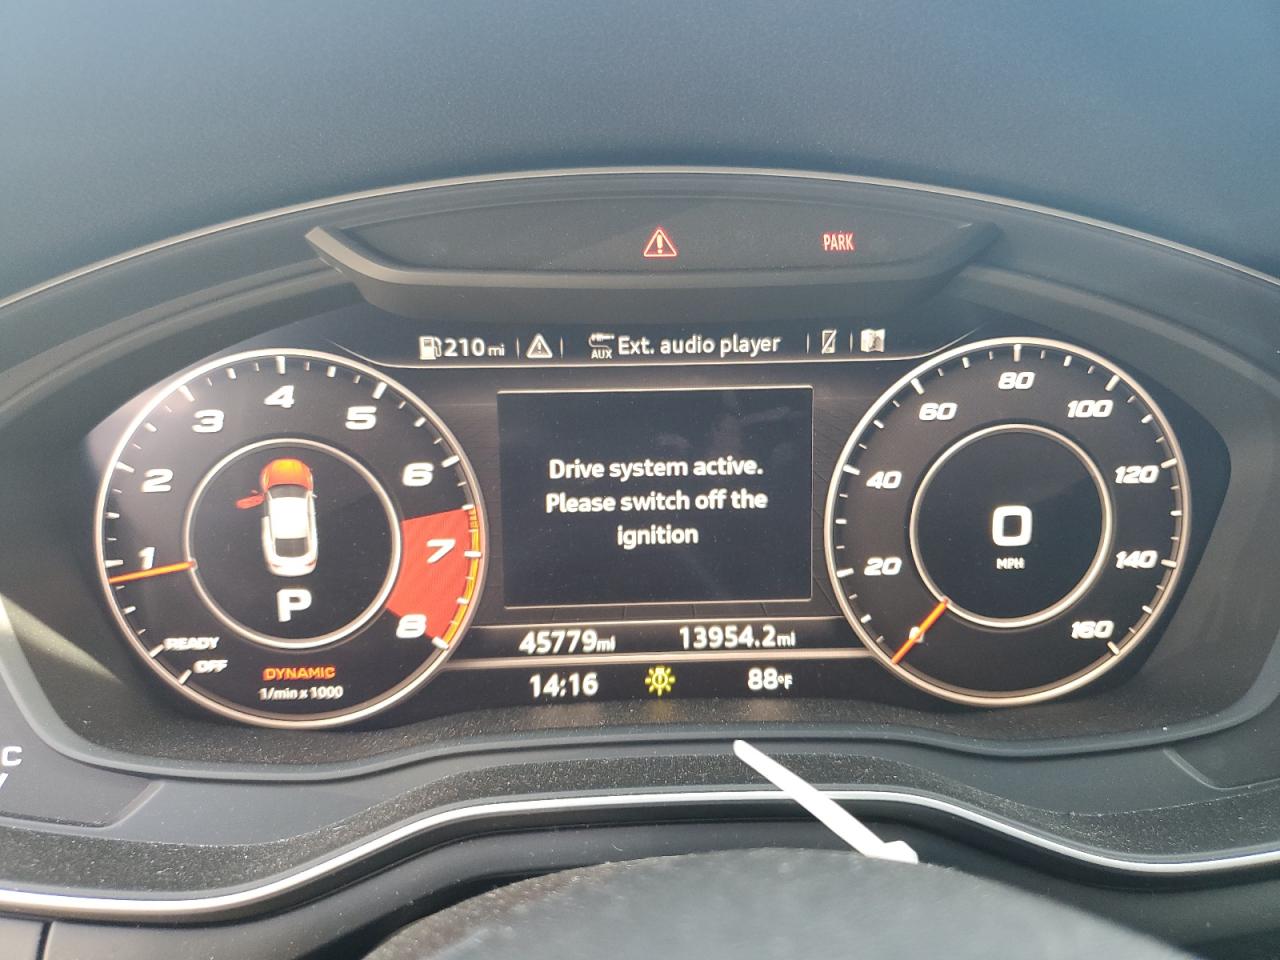 PARK
210 mi
AUX Ext. audio player
1 2 3 4 5 6 7 8
READY
OFF
P
DYNAMIC
1/min x 1000
Drive system active.
Please switch off the
ignition
45779mi 13954.2mi
14:16 88°F
0 20 40 60 80 100 120 140 160
0
MPH
C